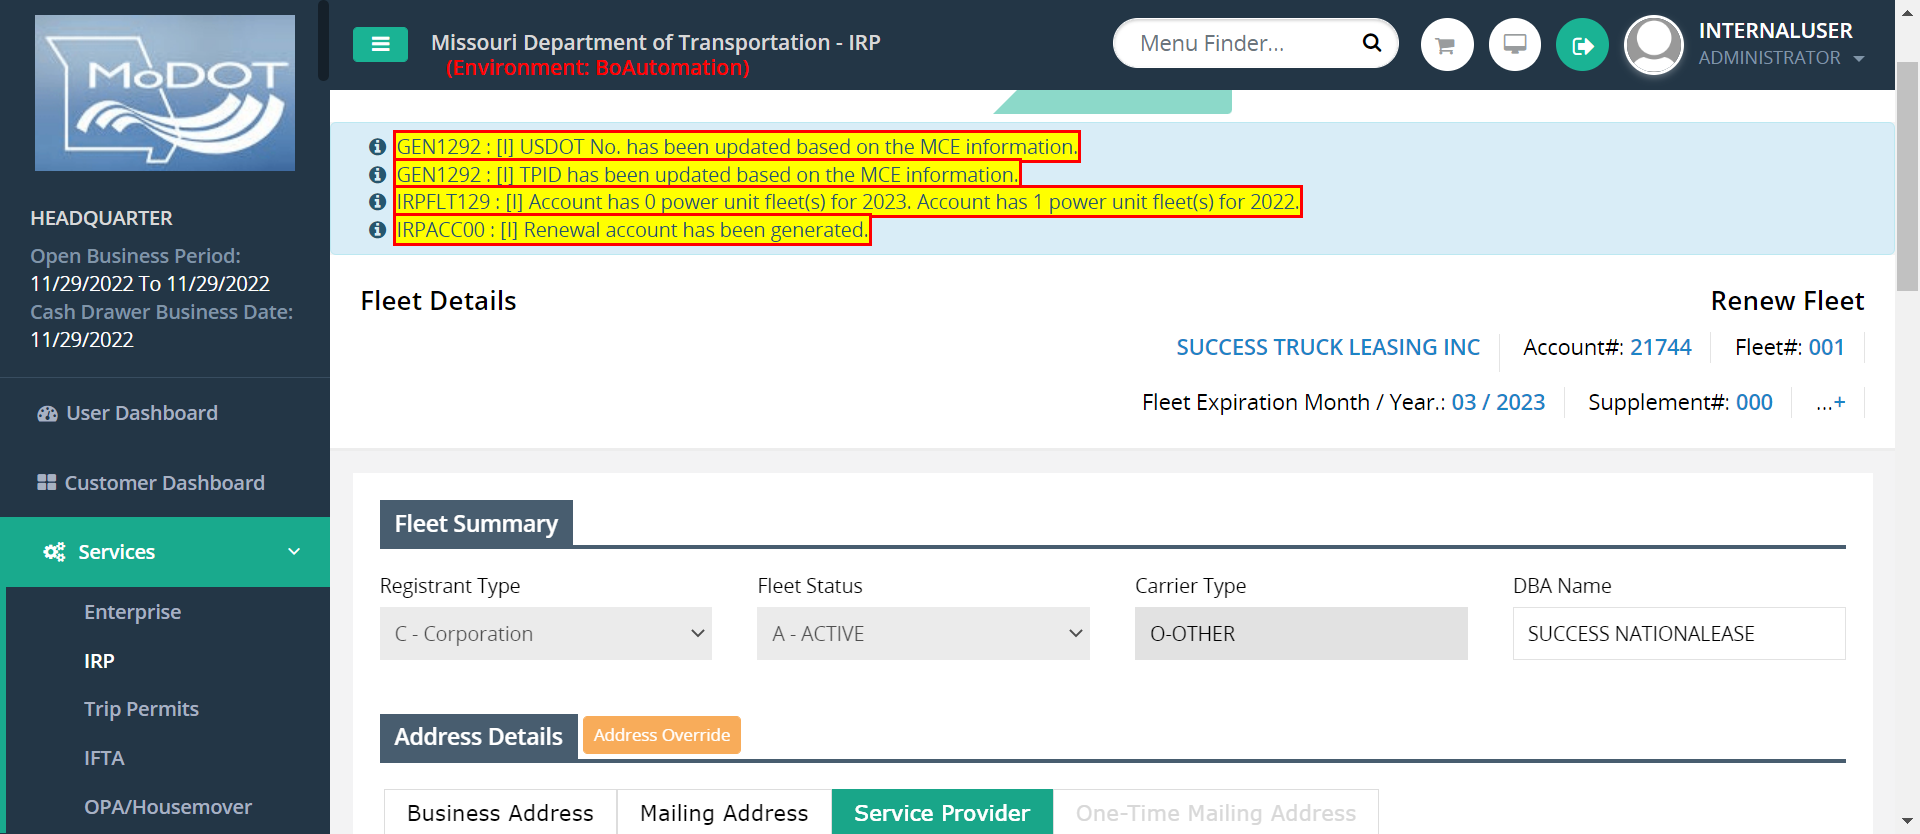 MoDOT
Missouri Department of Transportation - IRP
(Environment: BoAutomation)
Menu Finder...
INTERNALUSER
ADMINISTRATOR
HEADQUARTER
Open Business Period:
11/29/2022 To 11/29/2022
Cash Drawer Business Date:
11/29/2022
User Dashboard
Customer Dashboard
Services
Enterprise
IRP
Trip Permits
IFTA
OPA/Housemover
GEN1292 : [I] USDOT No. has been updated based on the MCE information.
GEN1292 : [I] TPID has been updated based on the MCE information.
IRPFLT129 : [I] Account has 0 power unit fleet(s) for 2023. Account has 1 power unit fleet(s) for 2022.
IRPACC00 : [I] Renewal account has been generated.
Fleet Details
Renew Fleet
SUCCESS TRUCK LEASING INC Account#: 21744 Fleet#: 001
Fleet Expiration Month / Year.: 03 / 2023 Supplement#: 000 ...+
Fleet Summary
Registrant Type Fleet Status Carrier Type DBA Name
C - Corporation A - ACTIVE O-OTHER SUCCESS NATIONALEASE
Address Details Address Override
Business Address Mailing Address Service Provider One-Time Mailing Address